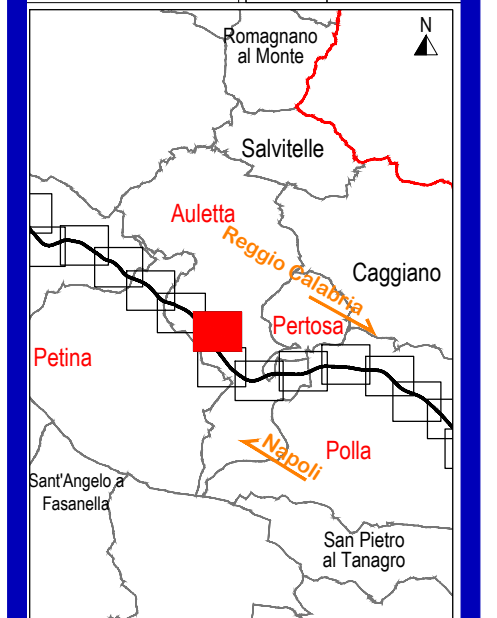 Romagnano
al Monte
N
Salvitelle
Auletta
Reggio Calabria
Caggiano
Pertosa
Petina
Napoli
Polla
Sant'Angelo a
Fasanella
San Pietro
al Tanagro